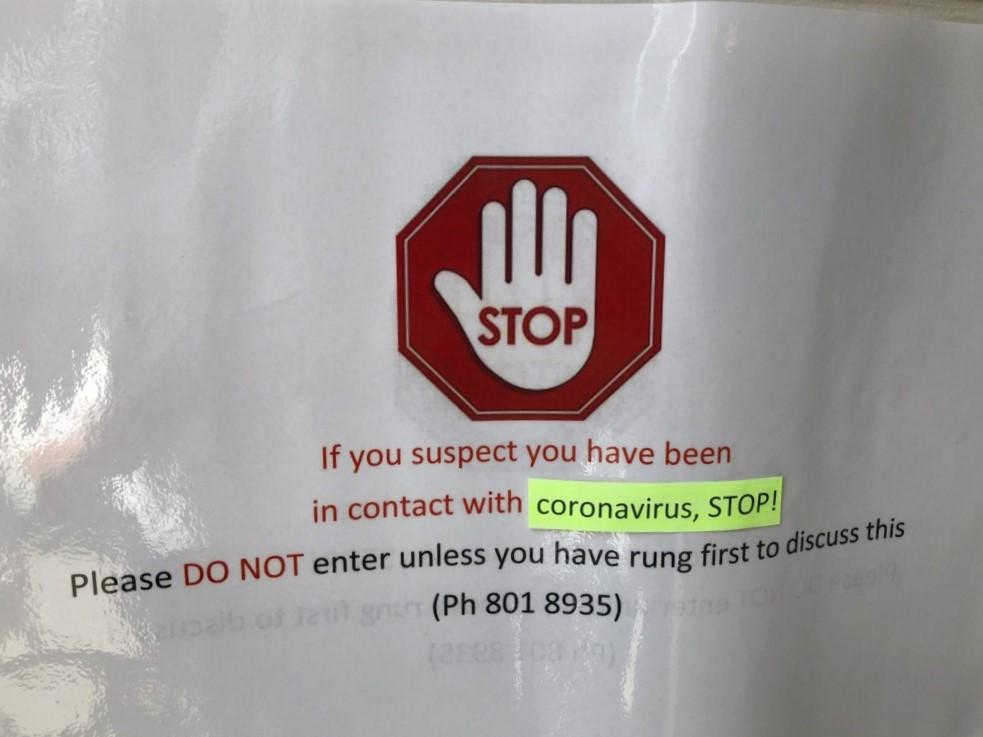 STOP
If you suspect you have been
in contact with coronavirus, STOP!
Please DO NOT enter unless you have rung first to discuss this
(Ph 801 8935)